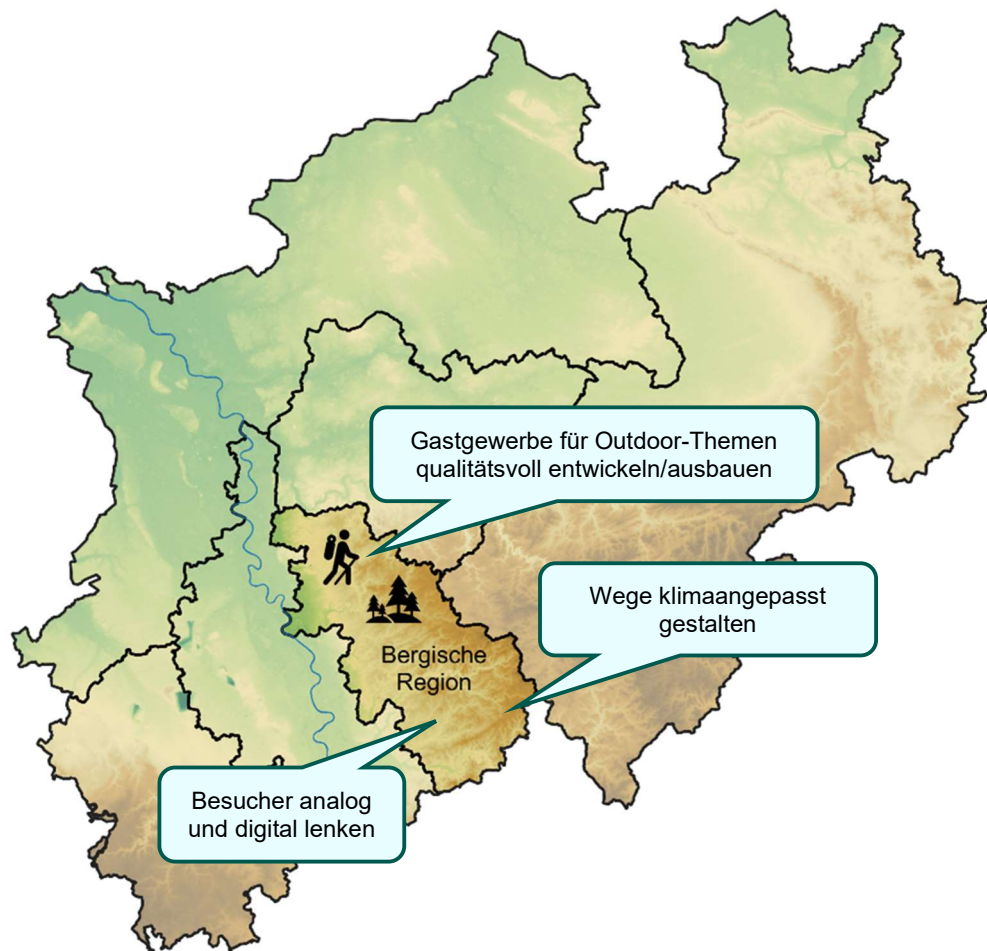 Gastgewerbe für Outdoor-Themen
qualitätsvoll entwickeln/ausbauen
Wege klimaangepasst
gestalten
Bergische
Region
Besucher analog
und digital lenken